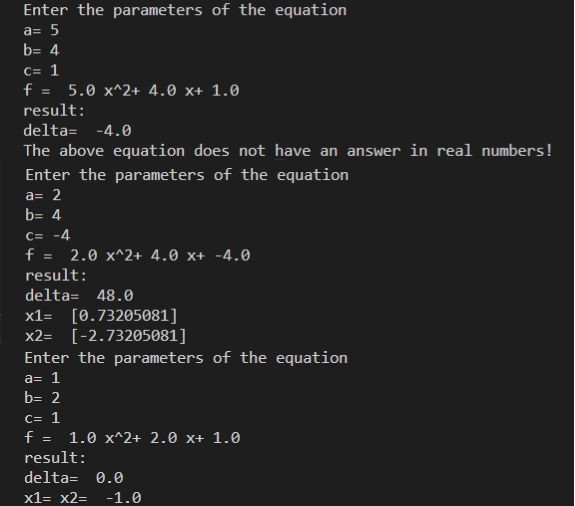 Enter the parameters of the equation
a= 5
b= 4
c= 1
f =  5.0 x^2+ 4.0 x+ 1.0
result:
delta=  -4.0
The above equation does not have an answer in real numbers!
Enter the parameters of the equation
a= 2
b= 4
c= -4
f =  2.0 x^2+ 4.0 x+ -4.0
result:
delta=  48.0
x1=  [0.73205081]
x2=  [-2.73205081]
Enter the parameters of the equation
a= 1
b= 2
c= 1
f =  1.0 x^2+ 2.0 x+ 1.0
result:
delta=  0.0
x1= x2=  -1.0